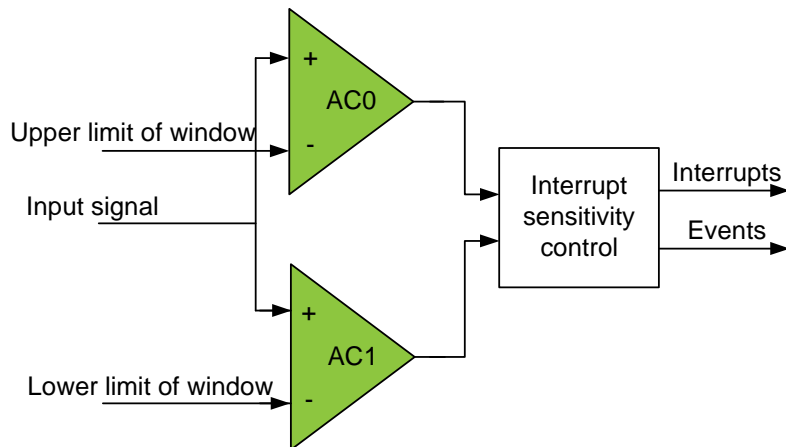 +
AC0
Upper limit of window
-
Input signal
Interrupt
sensitivity
control
Interrupts
Events
+
AC1
Lower limit of window
-